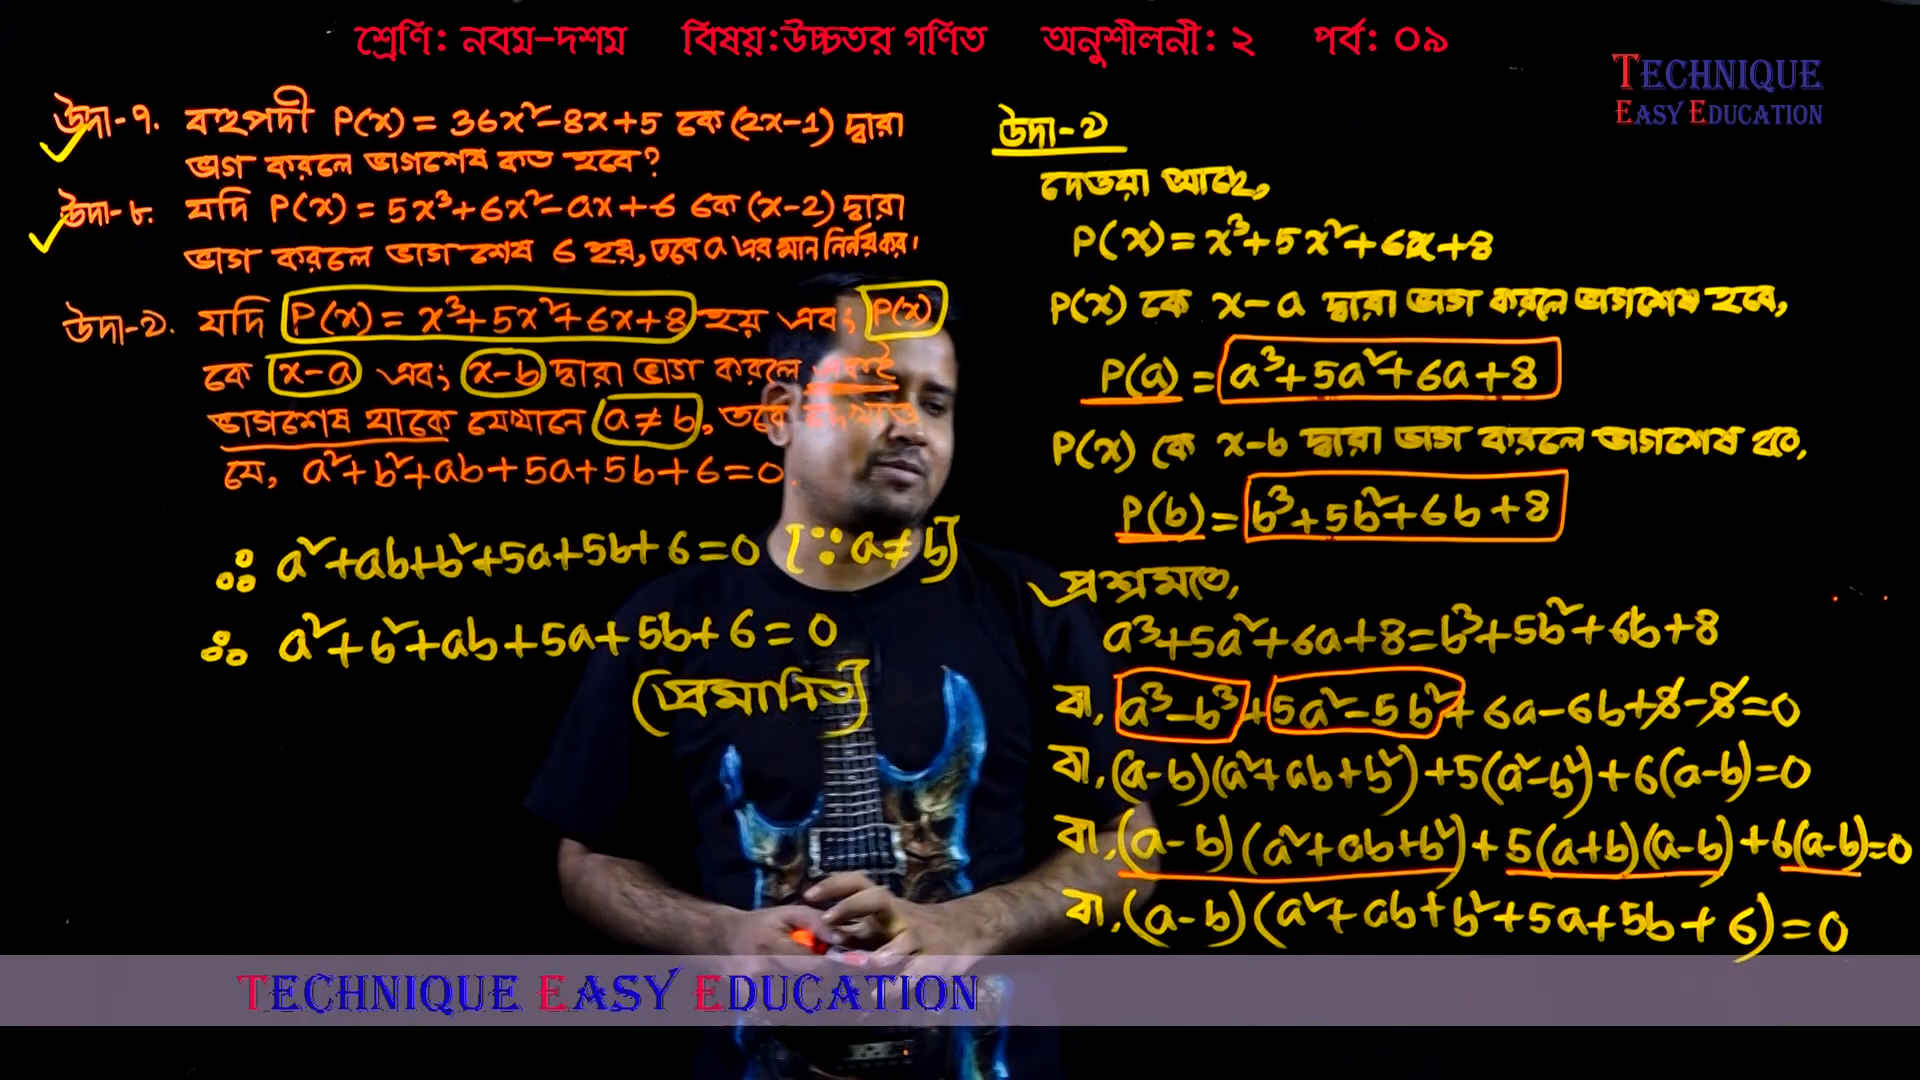 শ্রেণি: নবম-দশম বিষয়:উচ্চতর গণিত অনুশীলনী: ২ পর্ব: ০৯
TECHNIQUE
EASY EDUCATION
উদা-৭. বহুপদী P(x) = 36x²-8x+5 কে (2x-1) দ্বারা
ভাগ করলে ভাগশেষ কত হবে?
উদা-৮. যদি P(x) = 5x³+6x²-ax+6 কে (x-2) দ্বারা
ভাগ করলে ভাগশেষ 6 হয়, তবে a এর মান নির্নয় কর।
উদা-৯. যদি P(x) = x³+5x²+6x+8 হয় এবং P(x)
কে x-a এবং x-b দ্বারা ভাগ করলে একই
ভাগশেষ থাকে যেখানে a≠b, তবে দেখাও
যে, a²+b²+ab+5a+5b+6=0.
∴ a²+ab+b²+5a+5b+6=0 [∵ a≠b]
∴ a²+b²+ab+5a+5b+6=0
(প্রমাণিত)
উদা-৯
দেওয়া আছে,
P(x) = x³+5x²+6x+8
P(x) কে x-a দ্বারা ভাগ করলে ভাগশেষ হবে,
P(a) = a³+5a²+6a+8
P(x) কে x-b দ্বারা ভাগ করলে ভাগশেষ হবে,
P(b) = b³+5b²+6b+8
প্রশ্নমতে,
a³+5a²+6a+8=b³+5b²+6b+8
বা, a³-b³+5a²-5b²+6a-6b+8-8=0
বা, (a-b)(a²+ab+b²)+5(a²-b²)+6(a-b)=0
বা, (a-b)(a²+ab+b²)+5(a+b)(a-b)+6(a-b)=0
বা, (a-b)(a²+ab+b²+5a+5b+6)=0
TECHNIQUE EASY EDUCATION